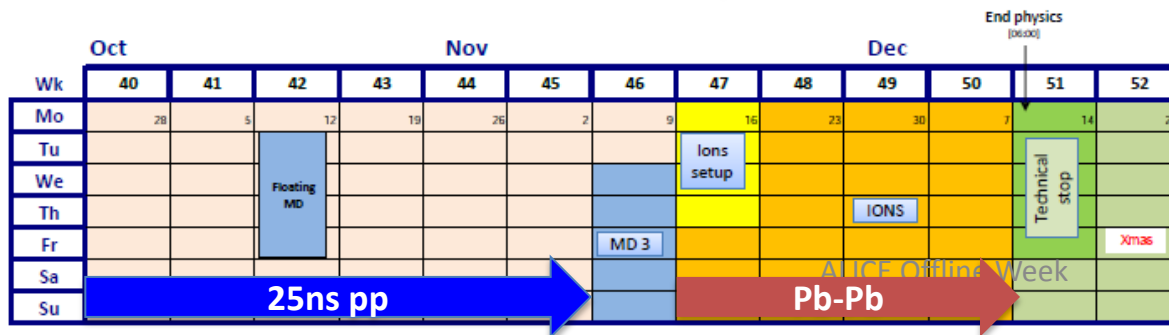 End physics
[06:00]
Oct Nov Dec
Wk 40 41 42 43 44 45 46 47 48 49 50 51 52
Mo 28 5 12 19 26 2 9 16 23 30 7 14
Tu
We
Th
Fr
Sa
Su
Floating
MD
MD 3
Ions
setup
IONS
Technical
stop
Xmas
ALICE Offline Week
25ns pp
Pb-Pb